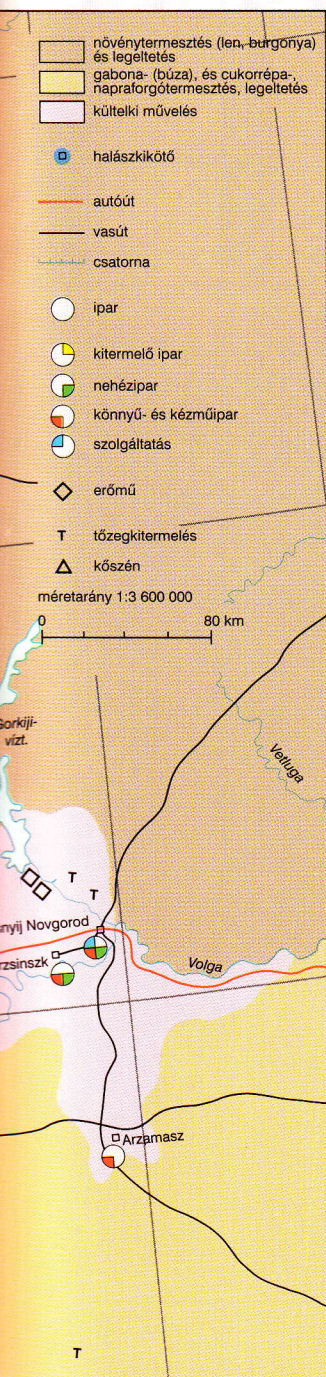 növénytermesztés (len, burgonya)
és legeltetés
gabona- (búza), és cukorrépa-,
napraforgótermesztés, legeltetés
kültelki művelés
halászkikötő
autóút
vasút
csatorna
ipar
kitermelő ipar
nehézipar
könnyű- és kézműipar
szolgáltatás
erőmű
T tőzegkitermelés
kőszén
méretarány 1:3 600 000
0 80 km
Gorkiji-
vízt.
Vetluga
T
T
nyij Novgorod
rzsinszk
Volga
Arzamasz
T